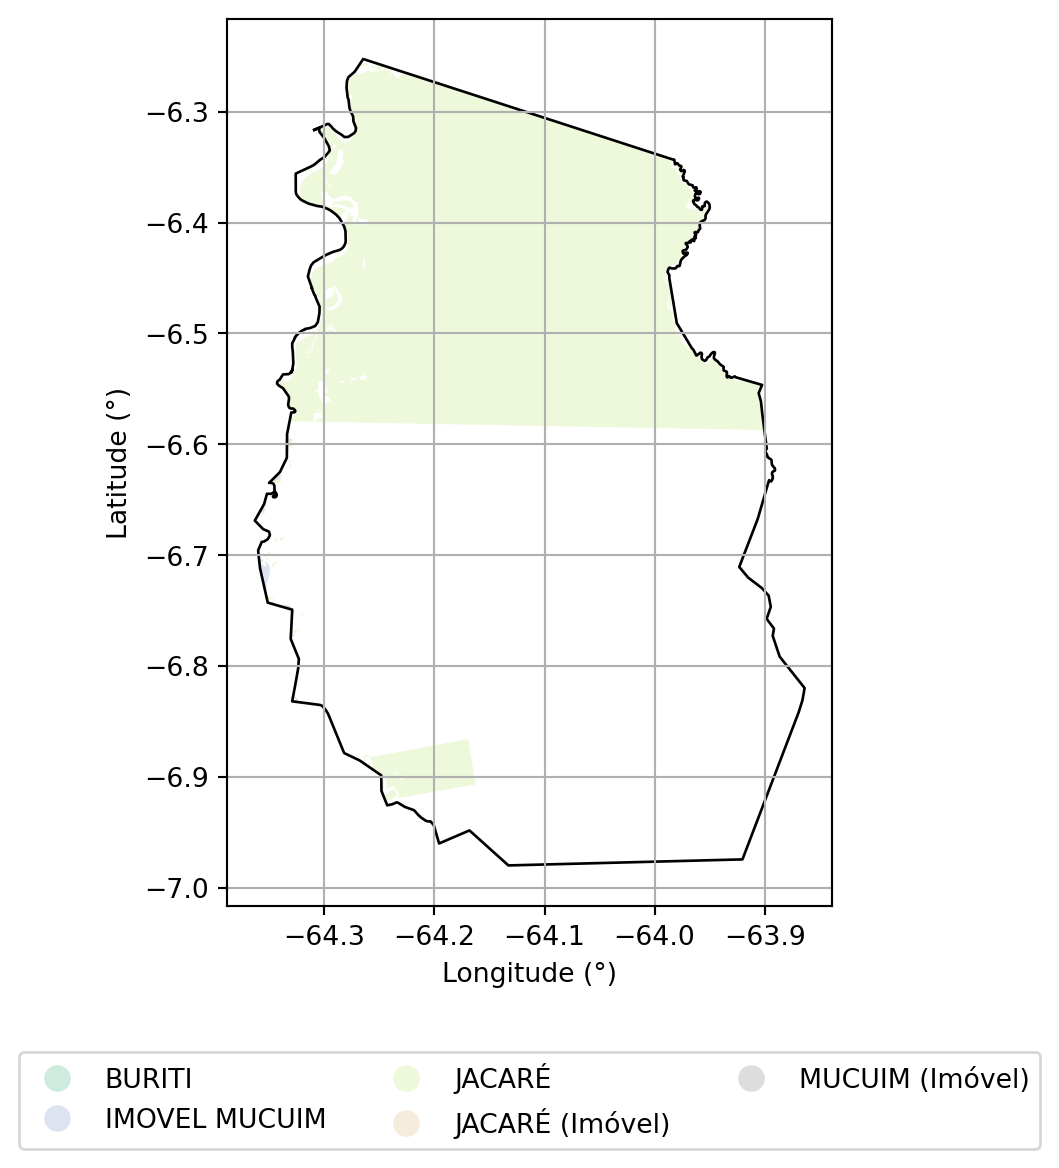 −6.3
−6.4
−6.5
−6.6
−6.7
−6.8
−6.9
−7.0
Latitude (°)
−64.3 −64.2 −64.1 −64.0 −63.9
Longitude (°)
BURITI JACARÉ MUCUIM (Imóvel)
IMOVEL MUCUIM JACARÉ (Imóvel)